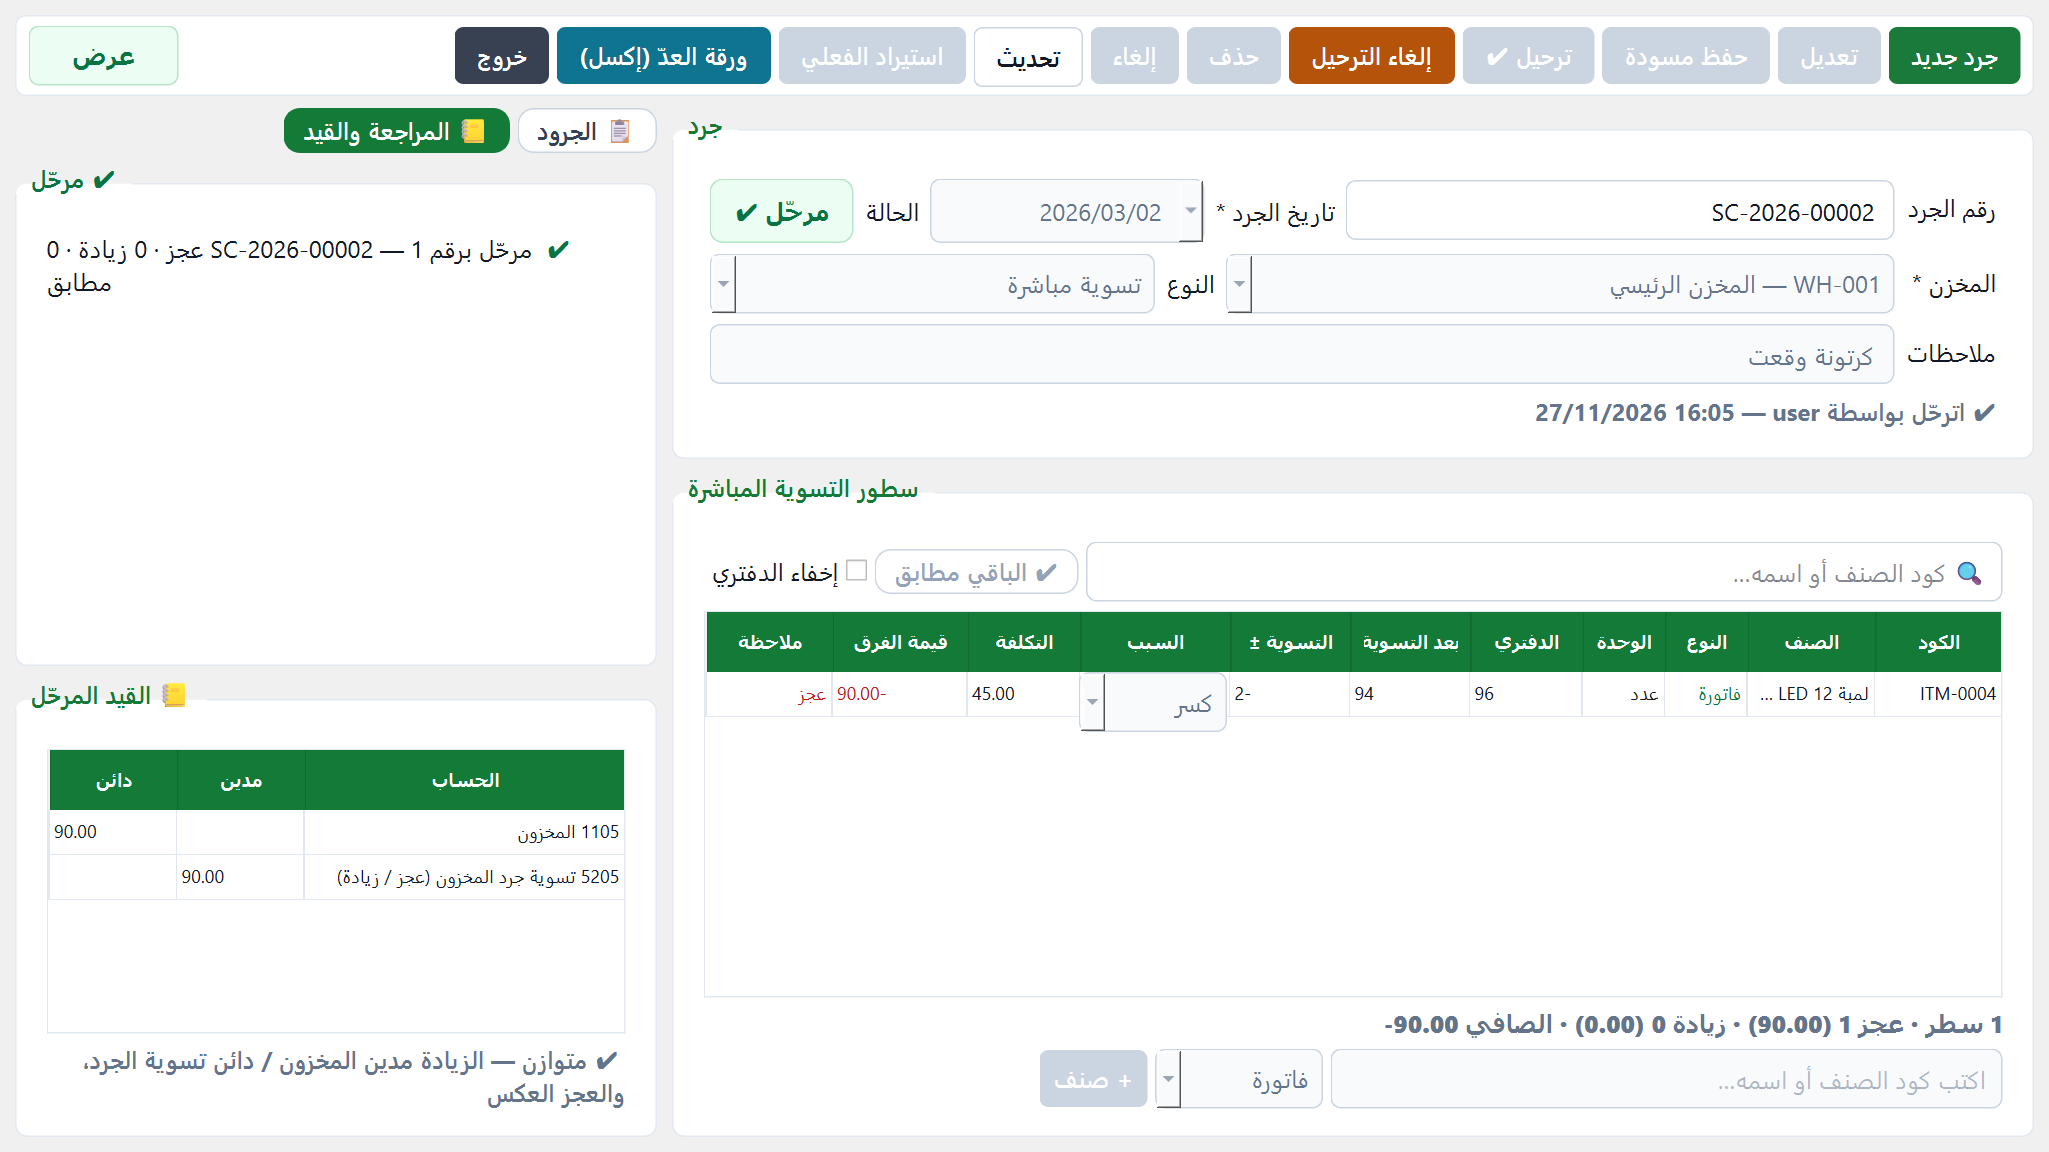 جرد جديد
تعديل
حفظ مسودة
ترحيل ✔
إلغاء الترحيل
حذف
إلغاء
تحديث
استيراد الفعلي
ورقة العدّ (إكسل)
خروج
عرض
جرد
رقم الجرد
SC-2026-00002
تاريخ الجرد *
2026/03/02
الحالة
مرحّل ✔
المخزن *
WH-001 — المخزن الرئيسي
النوع
تسوية مباشرة
ملاحظات
كرتونة وقعت
✔ اترحّل بواسطة user — 27/11/2026 16:05
سطور التسوية المباشرة
كود الصنف أو اسمه...
✔ الباقي مطابق
إخفاء الدفتري
الكود	الصنف	النوع	الوحدة	الدفتري	بعد التسوية	التسوية ±	السبب	التكلفة	قيمة الفرق	ملاحظة
ITM-0004	لمبة LED 12 ...	فاتورة	عدد	96	94	-2	كسر	45.00	-90.00	عجز
1 سطر · عجز 1 (90.00) · زيادة 0 (0.00) · الصافي -90.00
اكتب كود الصنف أو اسمه...
فاتورة
+ صنف
الجرود
المراجعة والقيد
✔ مرحّل
✔ مرحّل برقم SC-2026-00002 — 1 عجز · 0 زيادة · 0
مطابق
القيد المرحّل
الحساب	مدين	دائن
1105 المخزون	90.00
5205 تسوية جرد المخزون (عجز / زيادة)	90.00
✔ متوازن — الزيادة مدين المخزون / دائن تسوية الجرد،
والعجز العكس